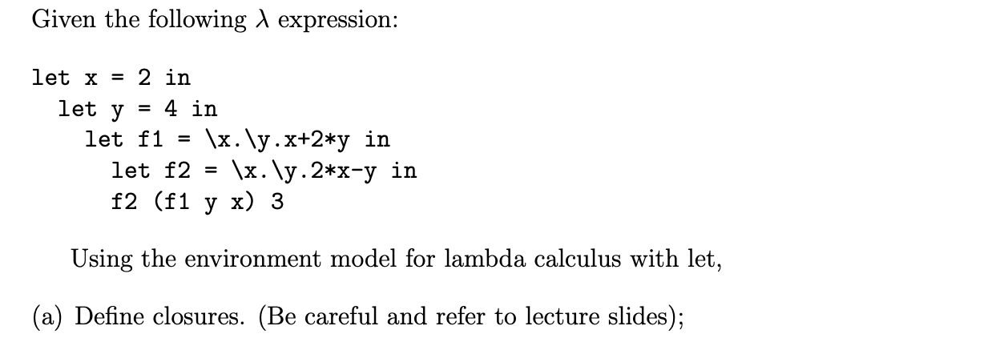 Given the following λ expression:
let x = 2 in
let y = 4 in
let f1 = \x.\y.x+2*y in
let f2 = \x.\y.2*x-y in
f2 (f1 y x) 3
Using the environment model for lambda calculus with let,
(a) Define closures. (Be careful and refer to lecture slides);